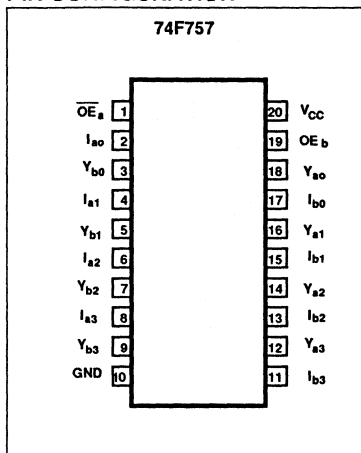 74F757
OEa 1 20 VCC
Iao 2 19 OEb
Yb0 3 18 Yao
Ia1 4 17 Ib0
Yb1 5 16 Ya1
Ia2 6 15 Ib1
Yb2 7 14 Ya2
Ia3 8 13 Ib2
Yb3 9 12 Ya3
GND 10 11 Ib3